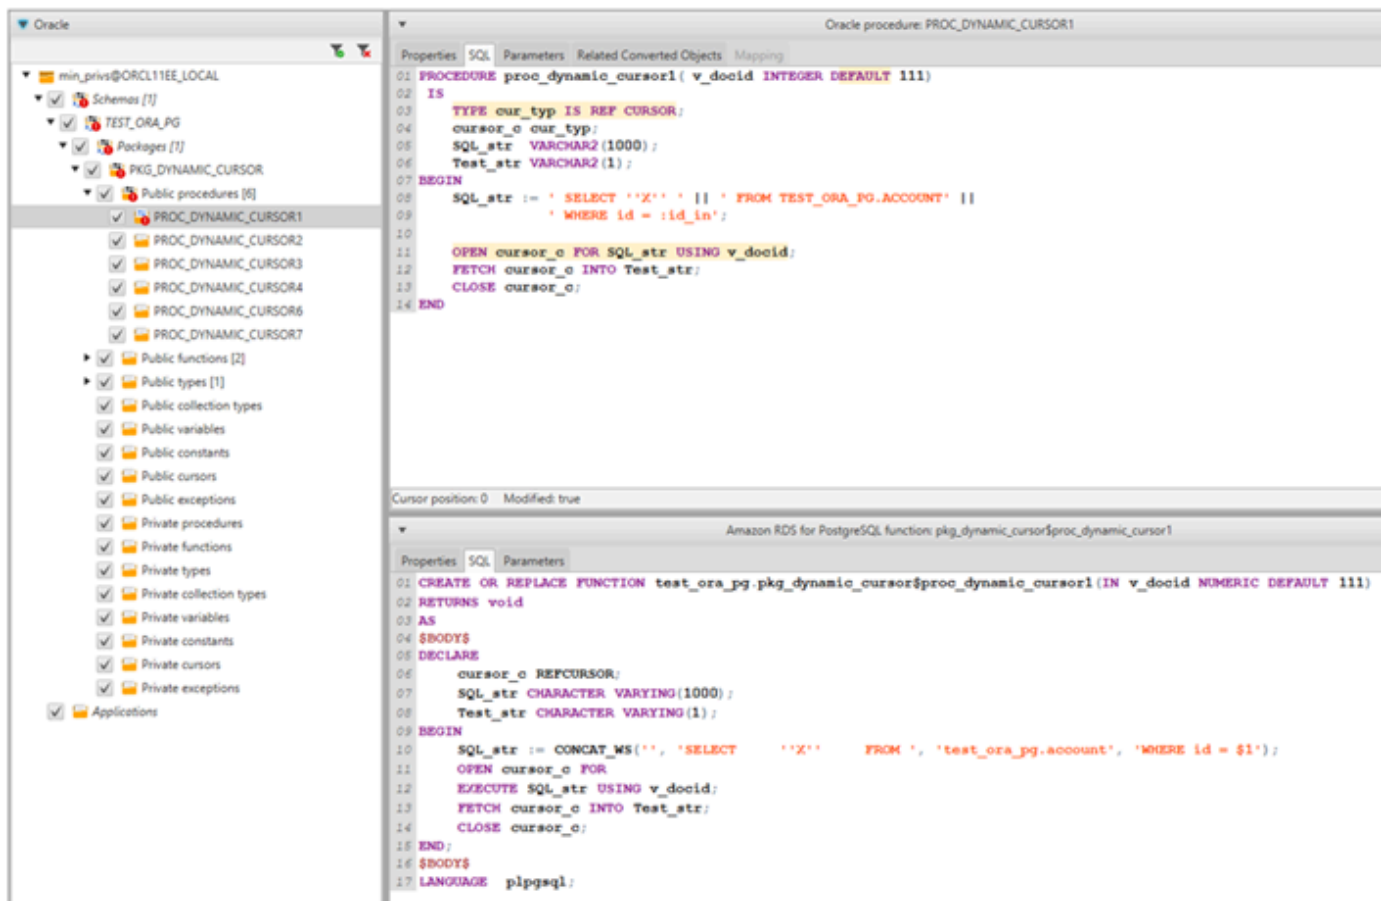 Oracle
min_privs@ORCL11EE_LOCAL
Schemas [1]
TEST_ORA_PG
Packages [1]
PKG_DYNAMIC_CURSOR
Public procedures [6]
PROC_DYNAMIC_CURSOR1
PROC_DYNAMIC_CURSOR2
PROC_DYNAMIC_CURSOR3
PROC_DYNAMIC_CURSOR4
PROC_DYNAMIC_CURSOR6
PROC_DYNAMIC_CURSOR7
Public functions [2]
Public types [1]
Public collection types
Public variables
Public constants
Public cursors
Public exceptions
Private procedures
Private functions
Private types
Private collection types
Private variables
Private constants
Private cursors
Private exceptions
Applications
Oracle procedure: PROC_DYNAMIC_CURSOR1
Properties SQL Parameters Related Converted Objects Mapping
01 PROCEDURE proc_dynamic_cursor1( v_docid INTEGER DEFAULT 111)
02 IS
03 TYPE cur_typ IS REF CURSOR;
04 cursor_c cur_typ;
05 SQL_str VARCHAR2(1000);
06 Test_str VARCHAR2(1);
07 BEGIN
08 SQL_str := ' SELECT ''X'' ' || ' FROM TEST_ORA_PG.ACCOUNT' ||
09 ' WHERE id = :id_in';
10
11 OPEN cursor_c FOR SQL_str USING v_docid;
12 FETCH cursor_c INTO Test_str;
13 CLOSE cursor_c;
14 END
Cursor position: 0 Modified: true
Amazon RDS for PostgreSQL function: pkg_dynamic_cursor$proc_dynamic_cursor1
Properties SQL Parameters
01 CREATE OR REPLACE FUNCTION test_ora_pg.pkg_dynamic_cursor$proc_dynamic_cursor1(IN v_docid NUMERIC DEFAULT 111)
02 RETURNS void
03 AS
04 $BODY$
05 DECLARE
06 cursor_c REFCURSOR;
07 SQL_str CHARACTER VARYING(1000);
08 Test_str CHARACTER VARYING(1);
09 BEGIN
10 SQL_str := CONCAT_WS('', 'SELECT ''X'' FROM ', 'test_ora_pg.account', 'WHERE id = $1');
11 OPEN cursor_c FOR
12 EXECUTE SQL_str USING v_docid;
13 FETCH cursor_c INTO Test_str;
14 CLOSE cursor_c;
15 END;
16 $BODY$
17 LANGUAGE plpgsql;